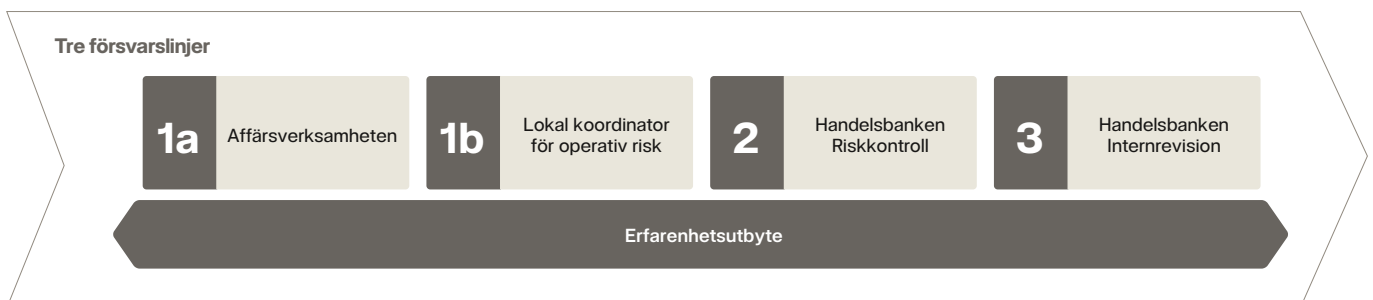 Tre försvarslinjer
1a
Affärsverksamheten
1b
Lokal koordinator
för operativ risk
2
Handelsbanken
Riskkontroll
3
Handelsbanken
Internrevision
Erfarenhetsutbyte